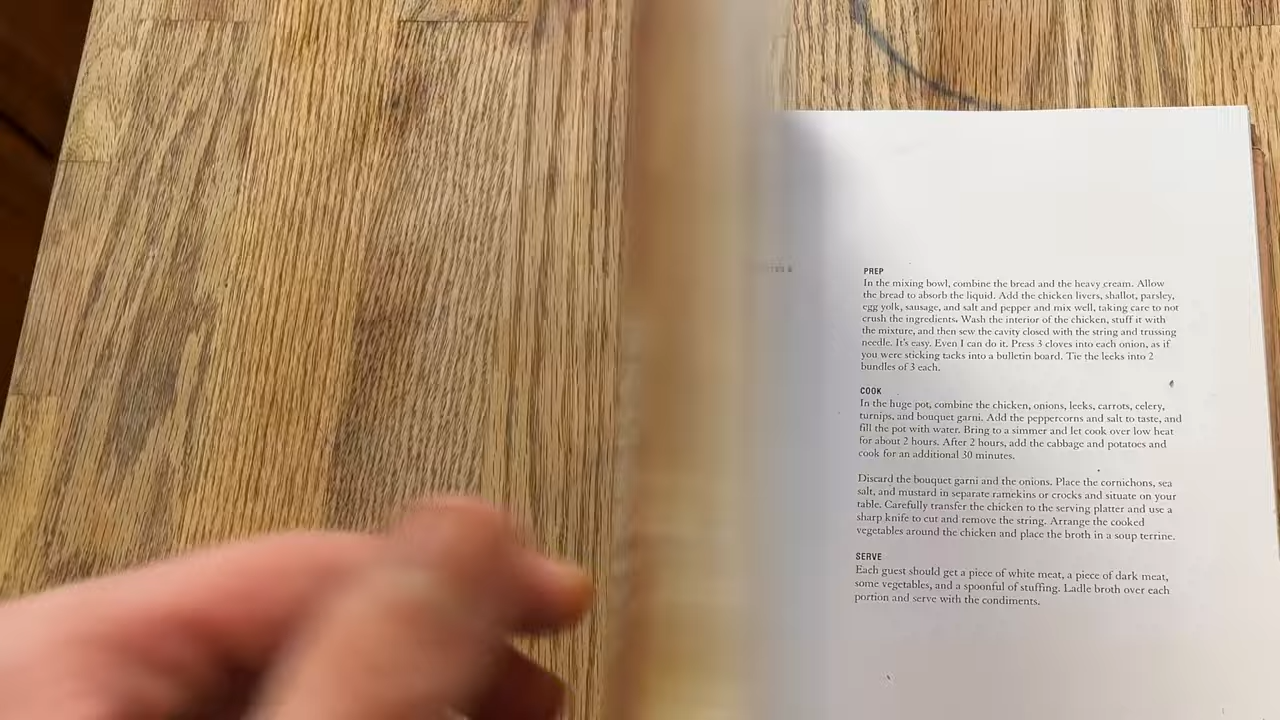 PREP
In the mixing bowl, combine the bread and the heavy cream. Allow
the bread to absorb the liquid. Add the chicken livers, shallot, parsley,
egg yolk, sausage, and salt and pepper and mix well, taking care to not
crush the ingredients. Wash the interior of the chicken, stuff it with
the mixture, and then sew the cavity closed with the string and trussing
needle. It's easy. Even I can do it. Press 3 cloves into each onion, as if
you were sticking tacks into a bulletin board. Tie the leeks into 2
bundles of 3 each.
COOK
In the huge pot, combine the chicken, onions, leeks, carrots, celery,
turnips, and bouquet garni. Add the peppercorns and salt to taste, and
fill the pot with water. Bring to a simmer and let cook over low heat
for about 2 hours. After 2 hours, add the cabbage and potatoes and
cook for an additional 30 minutes.
Discard the bouquet garni and the onions. Place the cornichons, sea
salt, and mustard in separate ramekins or crocks and situate on your
table. Carefully transfer the chicken to the serving platter and use a
sharp knife to cut and remove the string. Arrange the cooked
vegetables around the chicken and place the broth in a soup terrine.
SERVE
Each guest should get a piece of white meat, a piece of dark meat,
some vegetables, and a spoonful of stuffing. Ladle broth over each
portion and serve with the condiments.